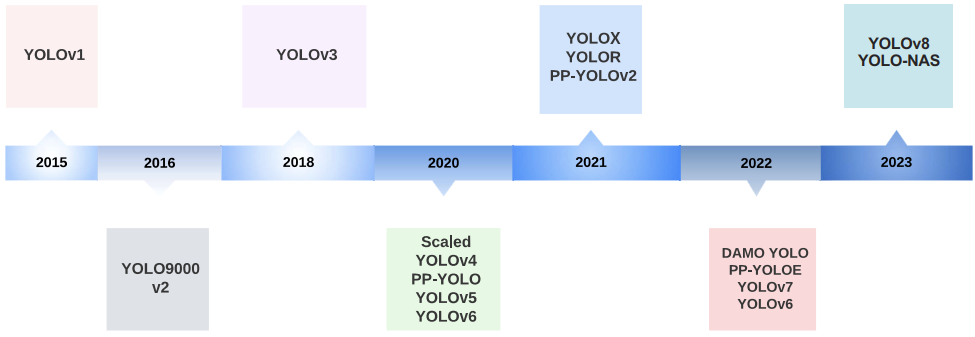 YOLOv1
YOLOv3
YOLOX
YOLOR
PP-YOLOv2
YOLOv8
YOLO-NAS
2015
2016
2018
2020
2021
2022
2023
YOLO9000
v2
Scaled
YOLOv4
PP-YOLO
YOLOv5
YOLOv6
DAMO YOLO
PP-YOLOE
YOLOv7
YOLOv6